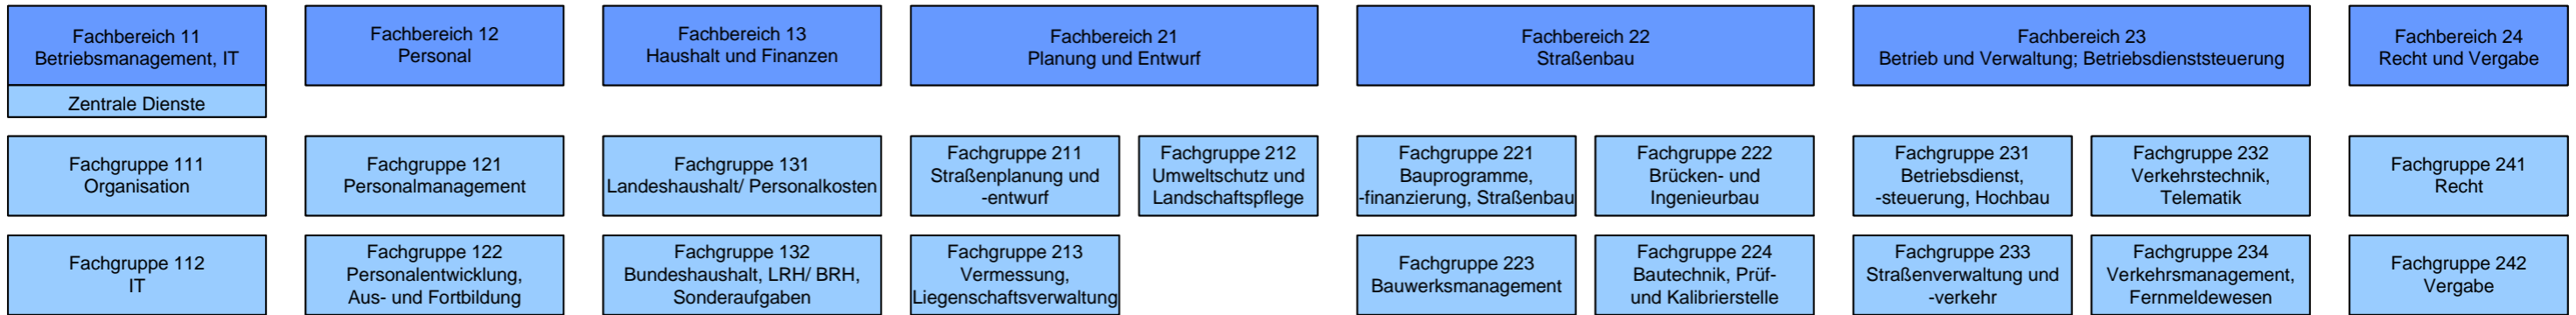 Fachbereich 11
Betriebsmanagement, IT
Zentrale Dienste
Fachbereich 12
Personal
Fachbereich 13
Haushalt und Finanzen
Fachbereich 21
Planung und Entwurf
Fachbereich 22
Straßenbau
Fachbereich 23
Betrieb und Verwaltung; Betriebsdienststeuerung
Fachbereich 24
Recht und Vergabe
Fachgruppe 111
Organisation
Fachgruppe 121
Personalmanagement
Fachgruppe 131
Landeshaushalt/ Personalkosten
Fachgruppe 211
Straßenplanung und
-entwurf
Fachgruppe 212
Umweltschutz und
Landschaftspflege
Fachgruppe 221
Bauprogramme,
-finanzierung, Straßenbau
Fachgruppe 222
Brücken- und
Ingenieurbau
Fachgruppe 231
Betriebsdienst,
-steuerung, Hochbau
Fachgruppe 232
Verkehrstechnik,
Telematik
Fachgruppe 241
Recht
Fachgruppe 112
IT
Fachgruppe 122
Personalentwicklung,
Aus- und Fortbildung
Fachgruppe 132
Bundeshaushalt, LRH/ BRH,
Sonderaufgaben
Fachgruppe 213
Vermessung,
Liegenschaftsverwaltung
Fachgruppe 223
Bauwerksmanagement
Fachgruppe 224
Bautechnik, Prüf-
und Kalibrierstelle
Fachgruppe 233
Straßenverwaltung und
-verkehr
Fachgruppe 234
Verkehrsmanagement,
Fernmeldewesen
Fachgruppe 242
Vergabe